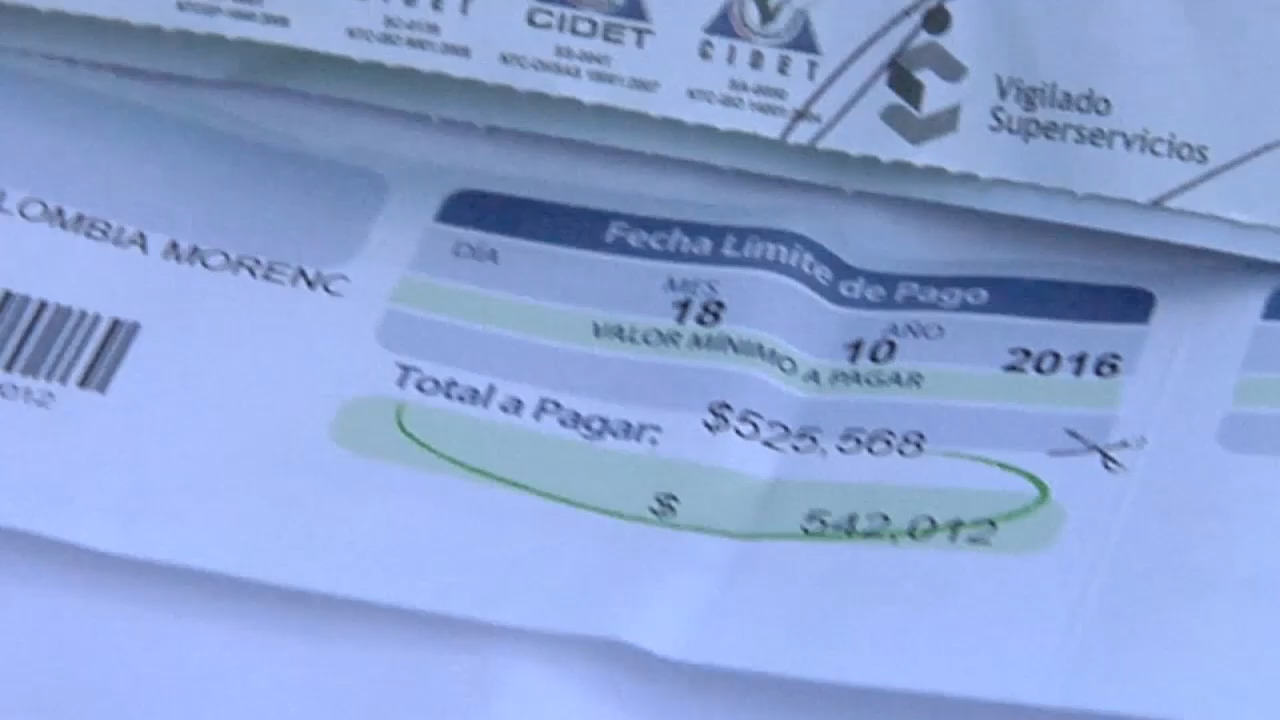 CIDET
CIDET
Vigilado
Superservicios
LOMBIA MORENC
Fecha Límite de Pago
DÍA MES AÑO
18 10 2016
VALOR MÍNIMO A PAGAR
Total a Pagar: $525,568
$ 542,012
012